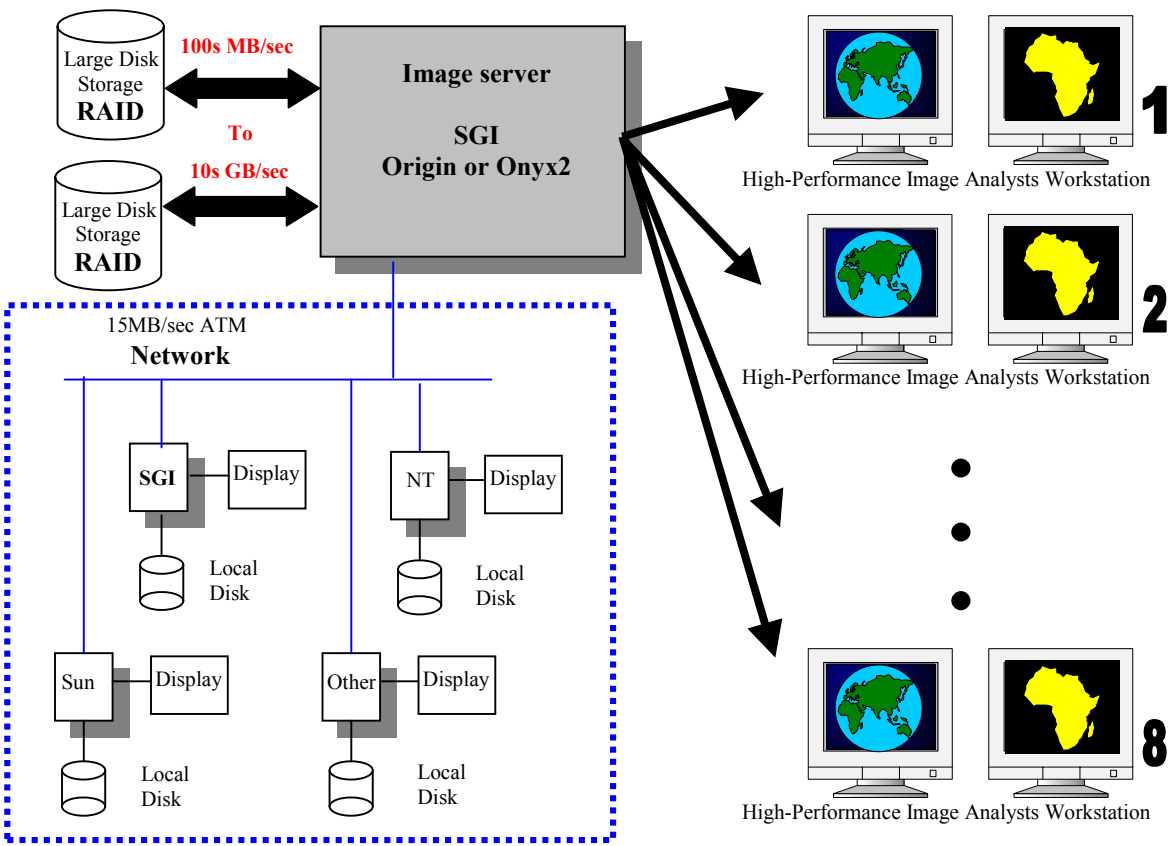 Large Disk
Storage
RAID
100s MB/sec
To
10s GB/sec
Large Disk
Storage
RAID
Image server
SGI
Origin or Onyx2
1
High-Performance Image Analysts Workstation
2
High-Performance Image Analysts Workstation
8
High-Performance Image Analysts Workstation
15MB/sec ATM
Network
SGI
Display
Local
Disk
NT
Display
Local
Disk
Sun
Display
Local
Disk
Other
Display
Local
Disk